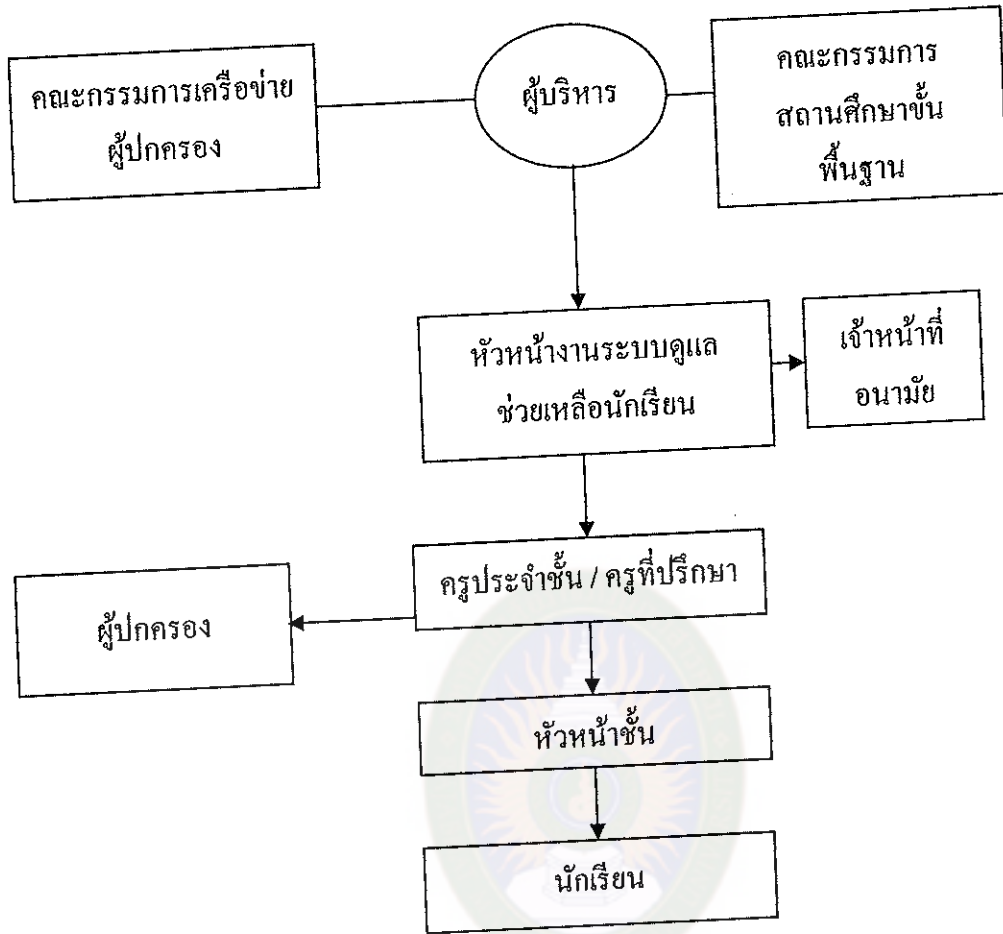 คณะกรรมการเครือข่าย
ผู้ปกครอง
ผู้บริหาร
คณะกรรมการ
สถานศึกษาขั้น
พื้นฐาน
หัวหน้างานระบบดูแล
ช่วยเหลือนักเรียน
เจ้าหน้าที่
อนามัย
ครูประจำชั้น / ครูที่ปรึกษา
ผู้ปกครอง
หัวหน้าชั้น
นักเรียน